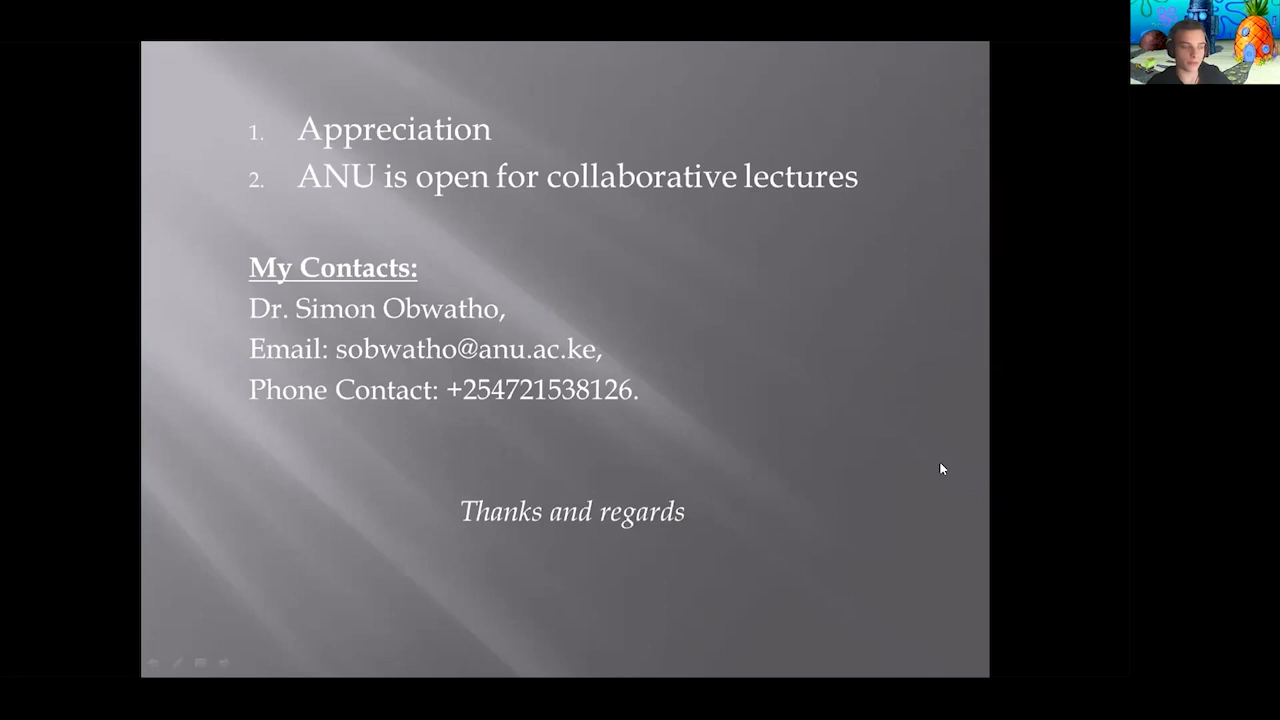 1. Appreciation
2. ANU is open for collaborative lectures
My Contacts:
Dr. Simon Obwatho,
Email: sobwatho@anu.ac.ke,
Phone Contact: +254721538126.
Thanks and regards